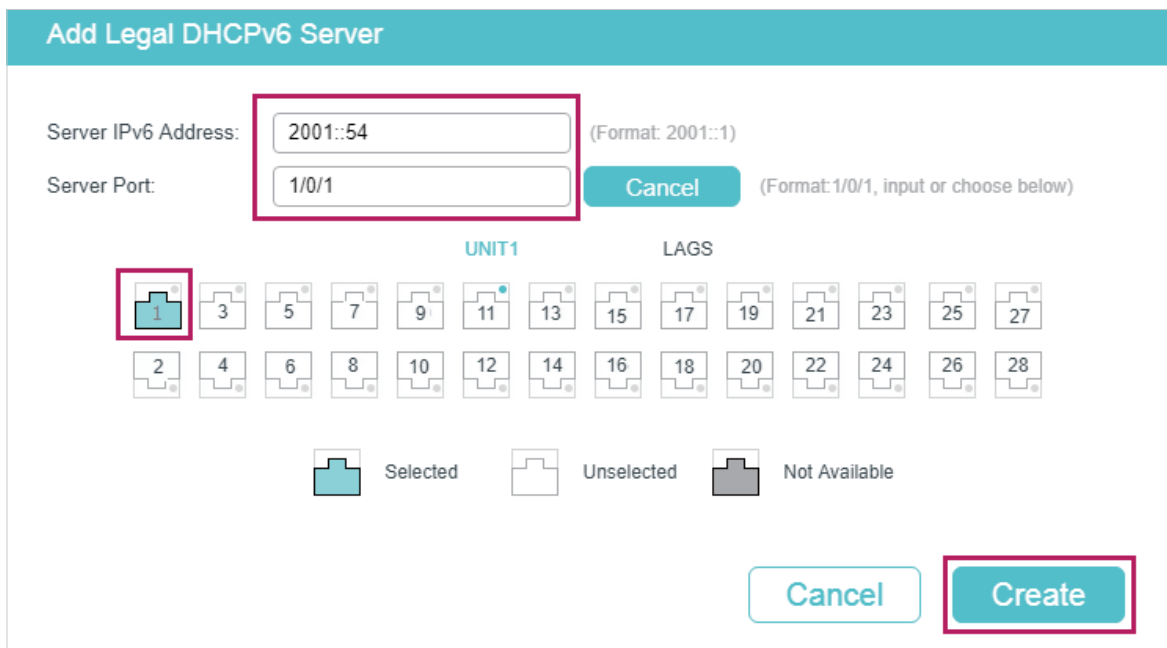 Add Legal DHCPv6 Server
Server IPv6 Address: 2001::54 (Format: 2001::1)
Server Port: 1/0/1 Cancel (Format:1/0/1, input or choose below)
UNIT1 LAGS
1 3 5 7 9 11 13 15 17 19 21 23 25 27
2 4 6 8 10 12 14 16 18 20 22 24 26 28
Selected Unselected Not Available
Cancel Create